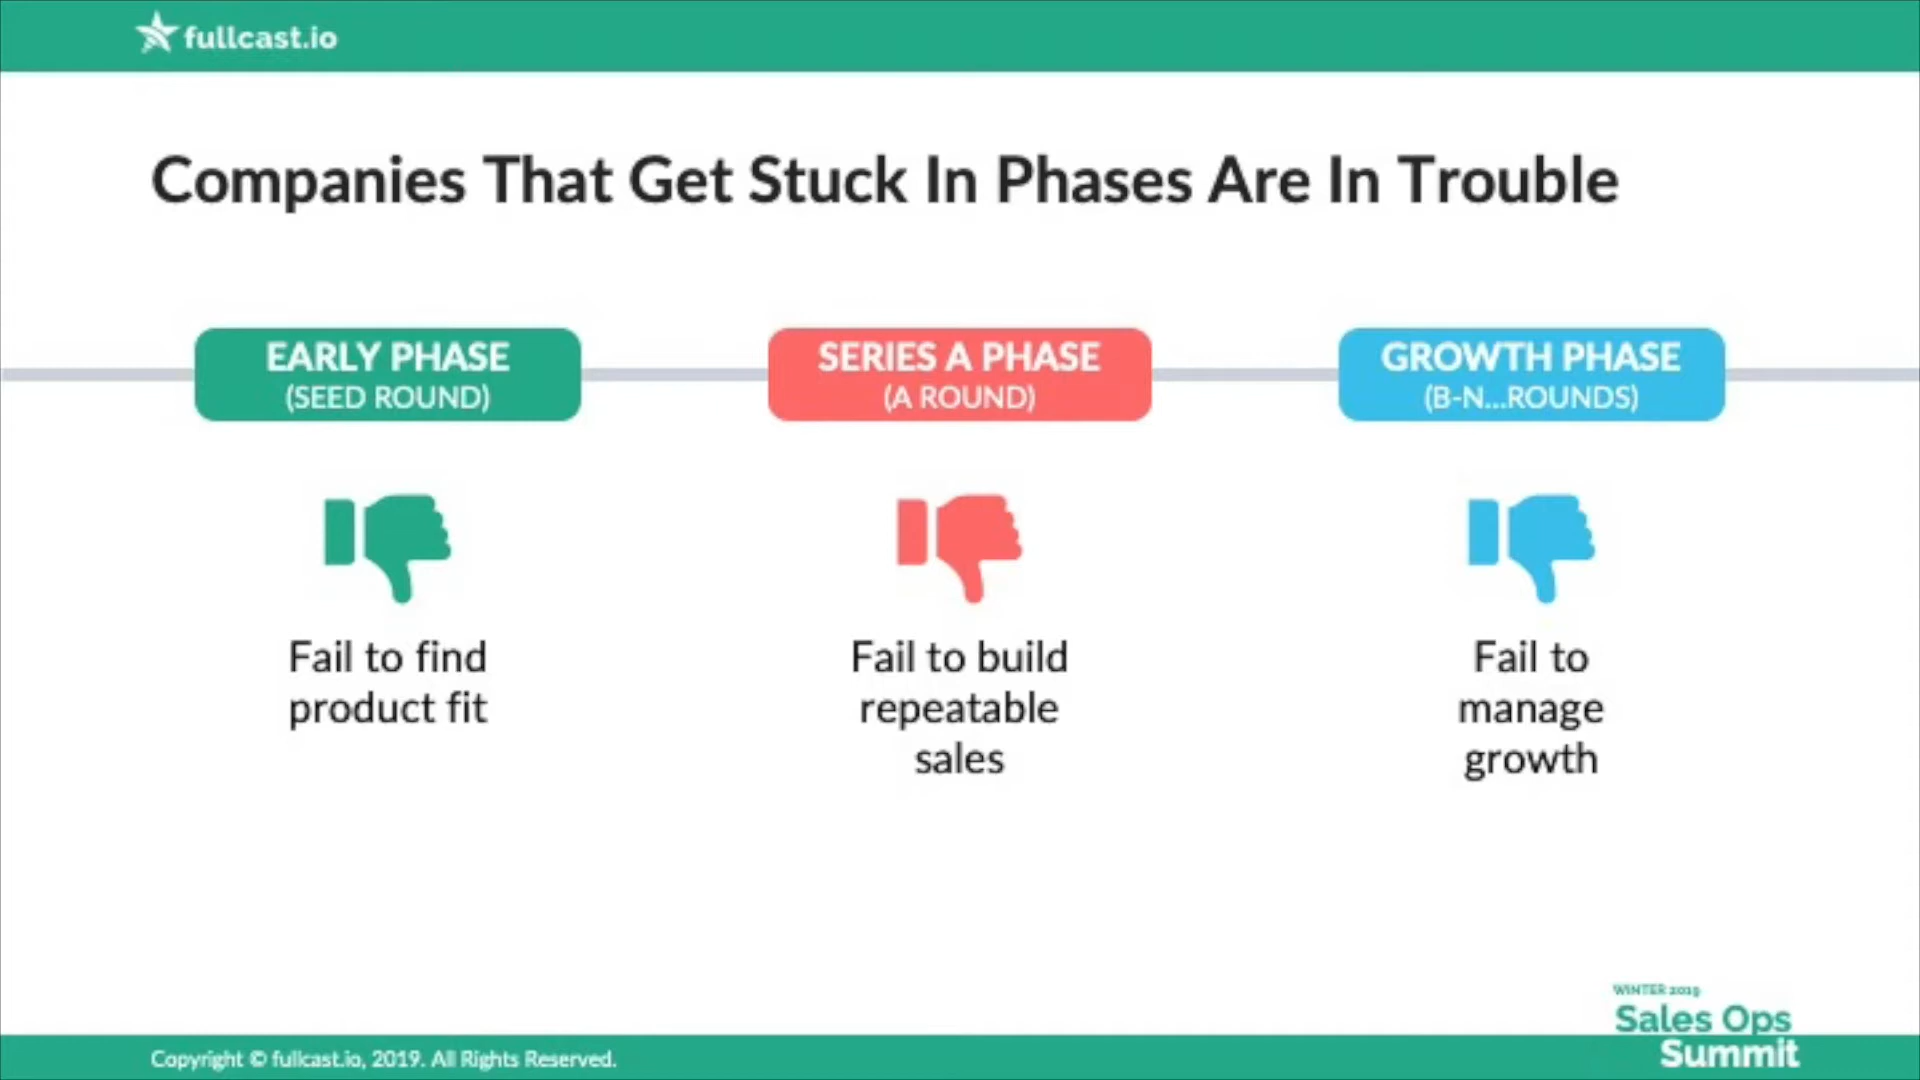 fullcast.io
Companies That Get Stuck In Phases Are In Trouble
EARLY PHASE
(SEED ROUND)
SERIES A PHASE
(A ROUND)
GROWTH PHASE
(B-N...ROUNDS)
Fail to find
product fit
Fail to build
repeatable
sales
Fail to
manage
growth
WINTER 2019
Sales Ops
Summit
Copyright © fullcast.io, 2019. All Rights Reserved.